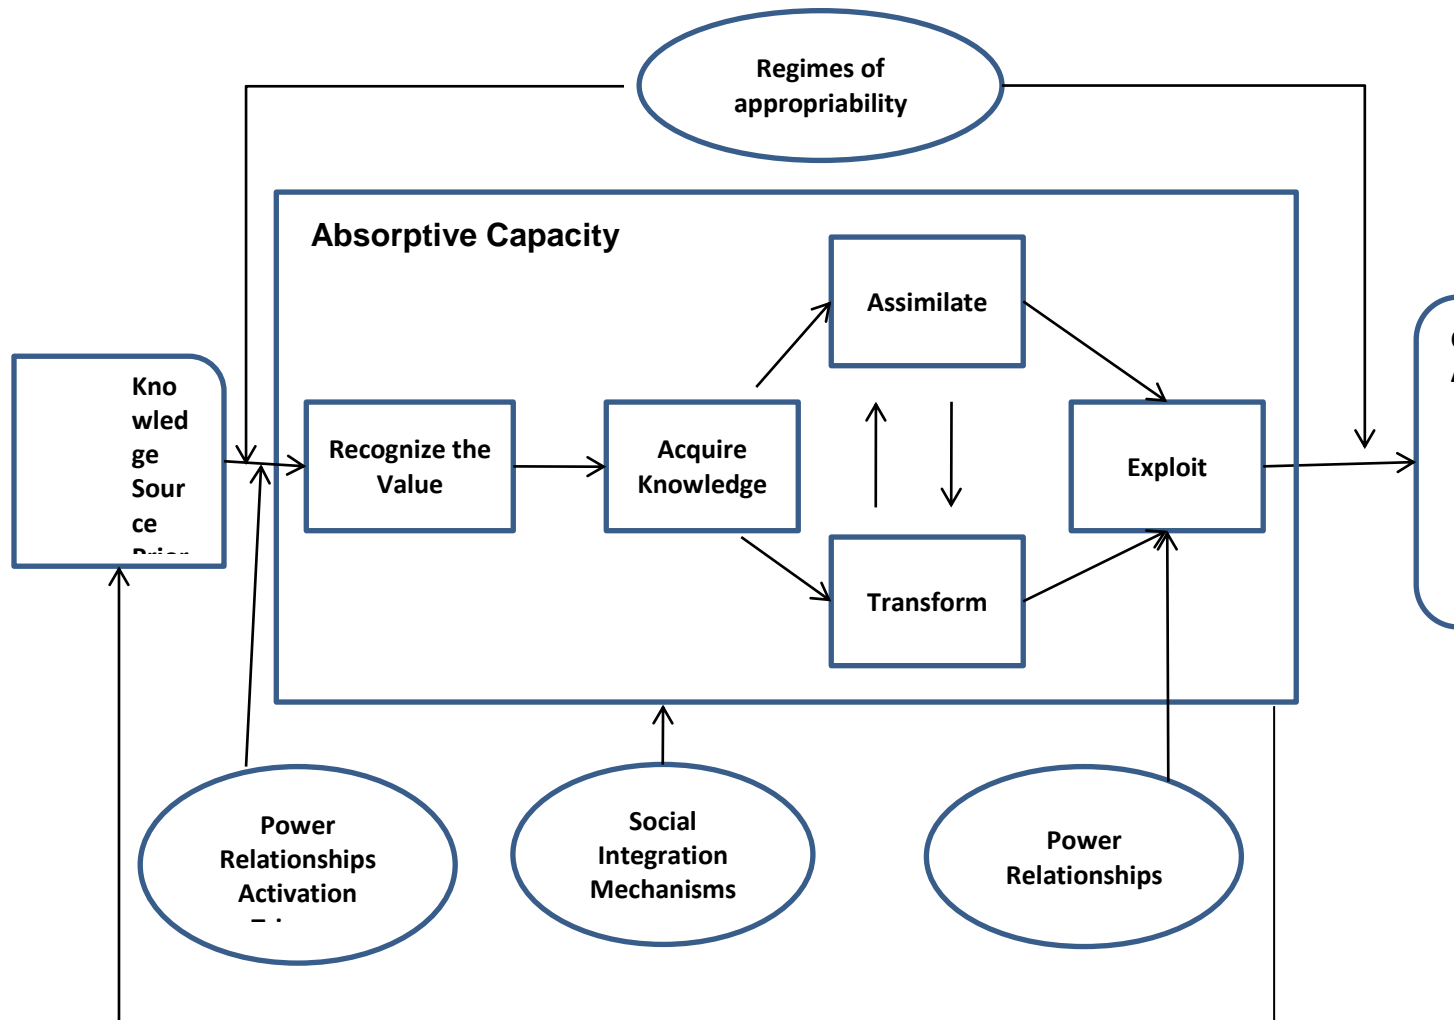 Regimes of
appropriability
Absorptive Capacity
Assimilate
Kno
wled
ge
Sour
ce
Recognize the
Value
Acquire
Knowledge
Exploit
Transform
Power
Relationships
Activation
Social
Integration
Mechanisms
Power
Relationships